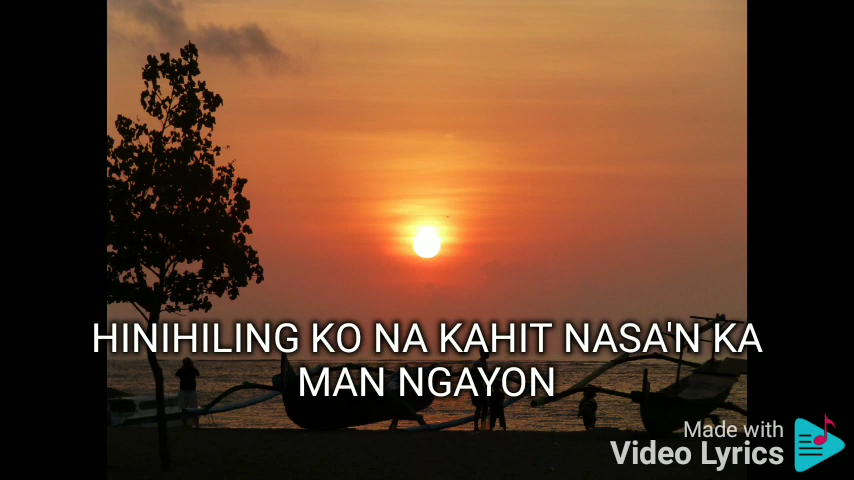 HINIHILING KO NA KAHIT NASA'N KA
MAN NGAYON
Made with
Video Lyrics